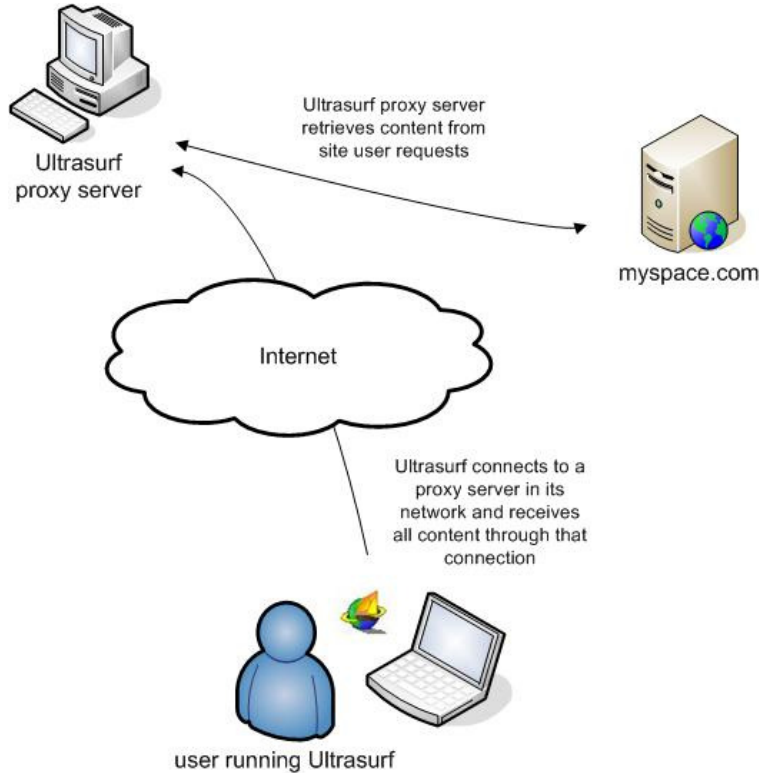 Ultrasurf proxy server
retrieves content from
site user requests
Ultrasurf
proxy server
myspace.com
Internet
Ultrasurf connects to a
proxy server in its
network and receives
all content through that
connection
user running Ultrasurf